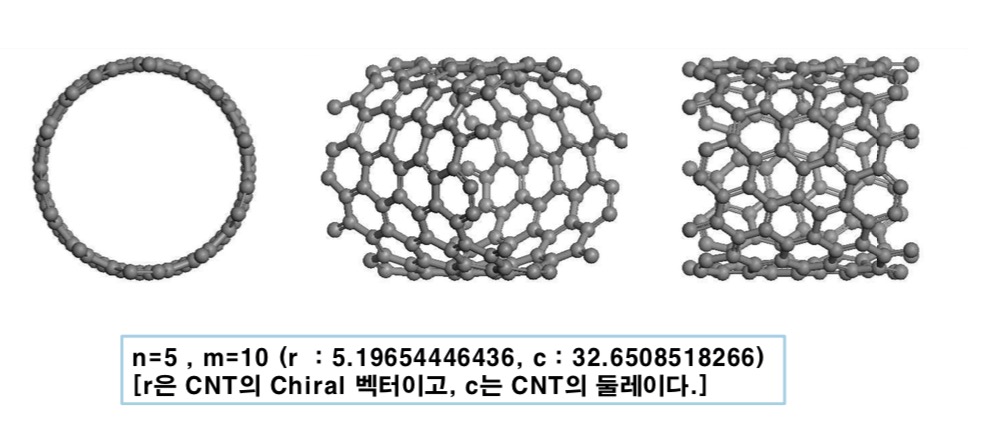 n=5 , m=10 (r : 5.19654446436, c : 32.6508518266)
[r은 CNT의 Chiral 벡터이고, c는 CNT의 둘레이다.]